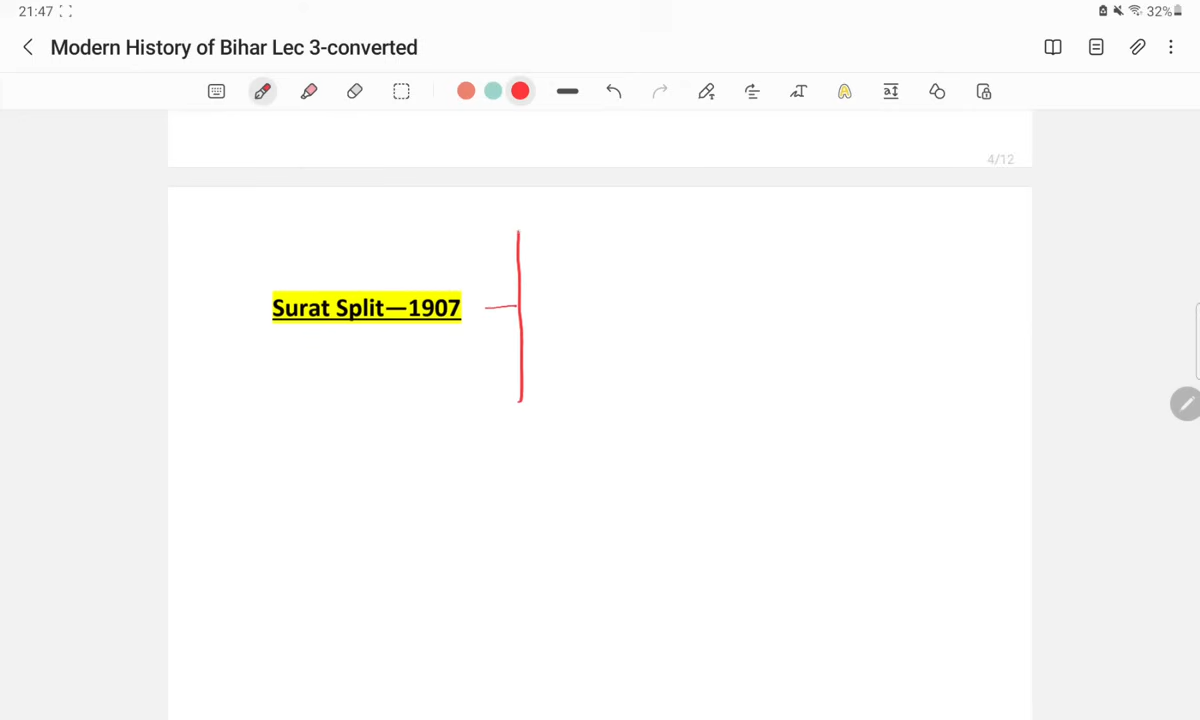 21:47
32%
Modern History of Bihar Lec 3-converted
4/12
Surat Split—1907